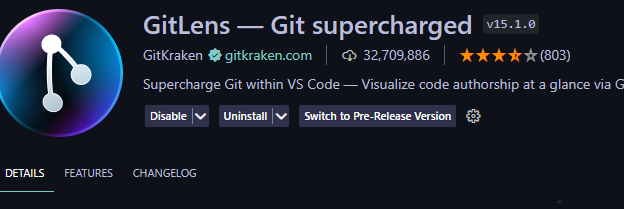 GitLens — Git supercharged v15.1.0
GitKraken gitkraken.com 32,709,886 (803)
Supercharge Git within VS Code — Visualize code authorship at a glance via G
Disable Uninstall Switch to Pre-Release Version
DETAILS FEATURES CHANGELOG